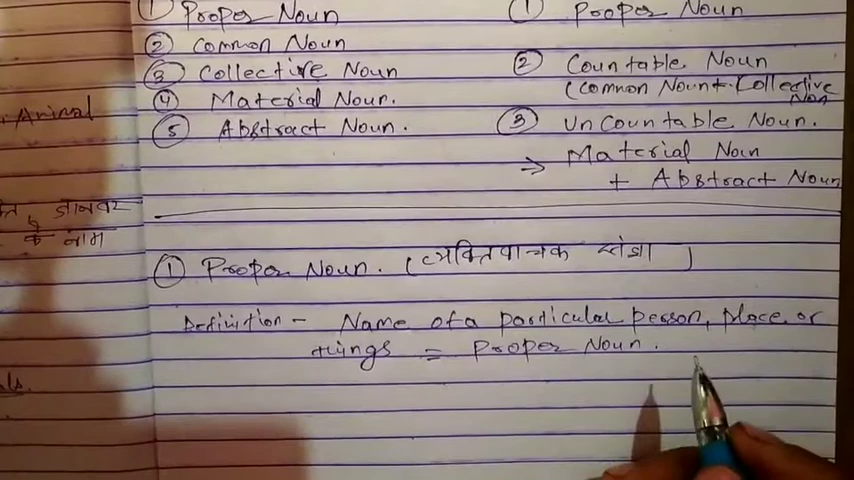 ① Proper Noun
② Common Noun
③ Collective Noun
④ Material Noun.
⑤ Abstract Noun.
① Proper Noun
② Countable Noun
(Common Noun + Collective
Non
③ Uncountable Noun.
⇒ Material Noun
+ Abstract Noun
Animal
जानवर
के नाम
① Proper Noun. (व्यक्तिवाचक संज्ञा)
Definition - Name of a particular person, place or
things = Proper Noun.